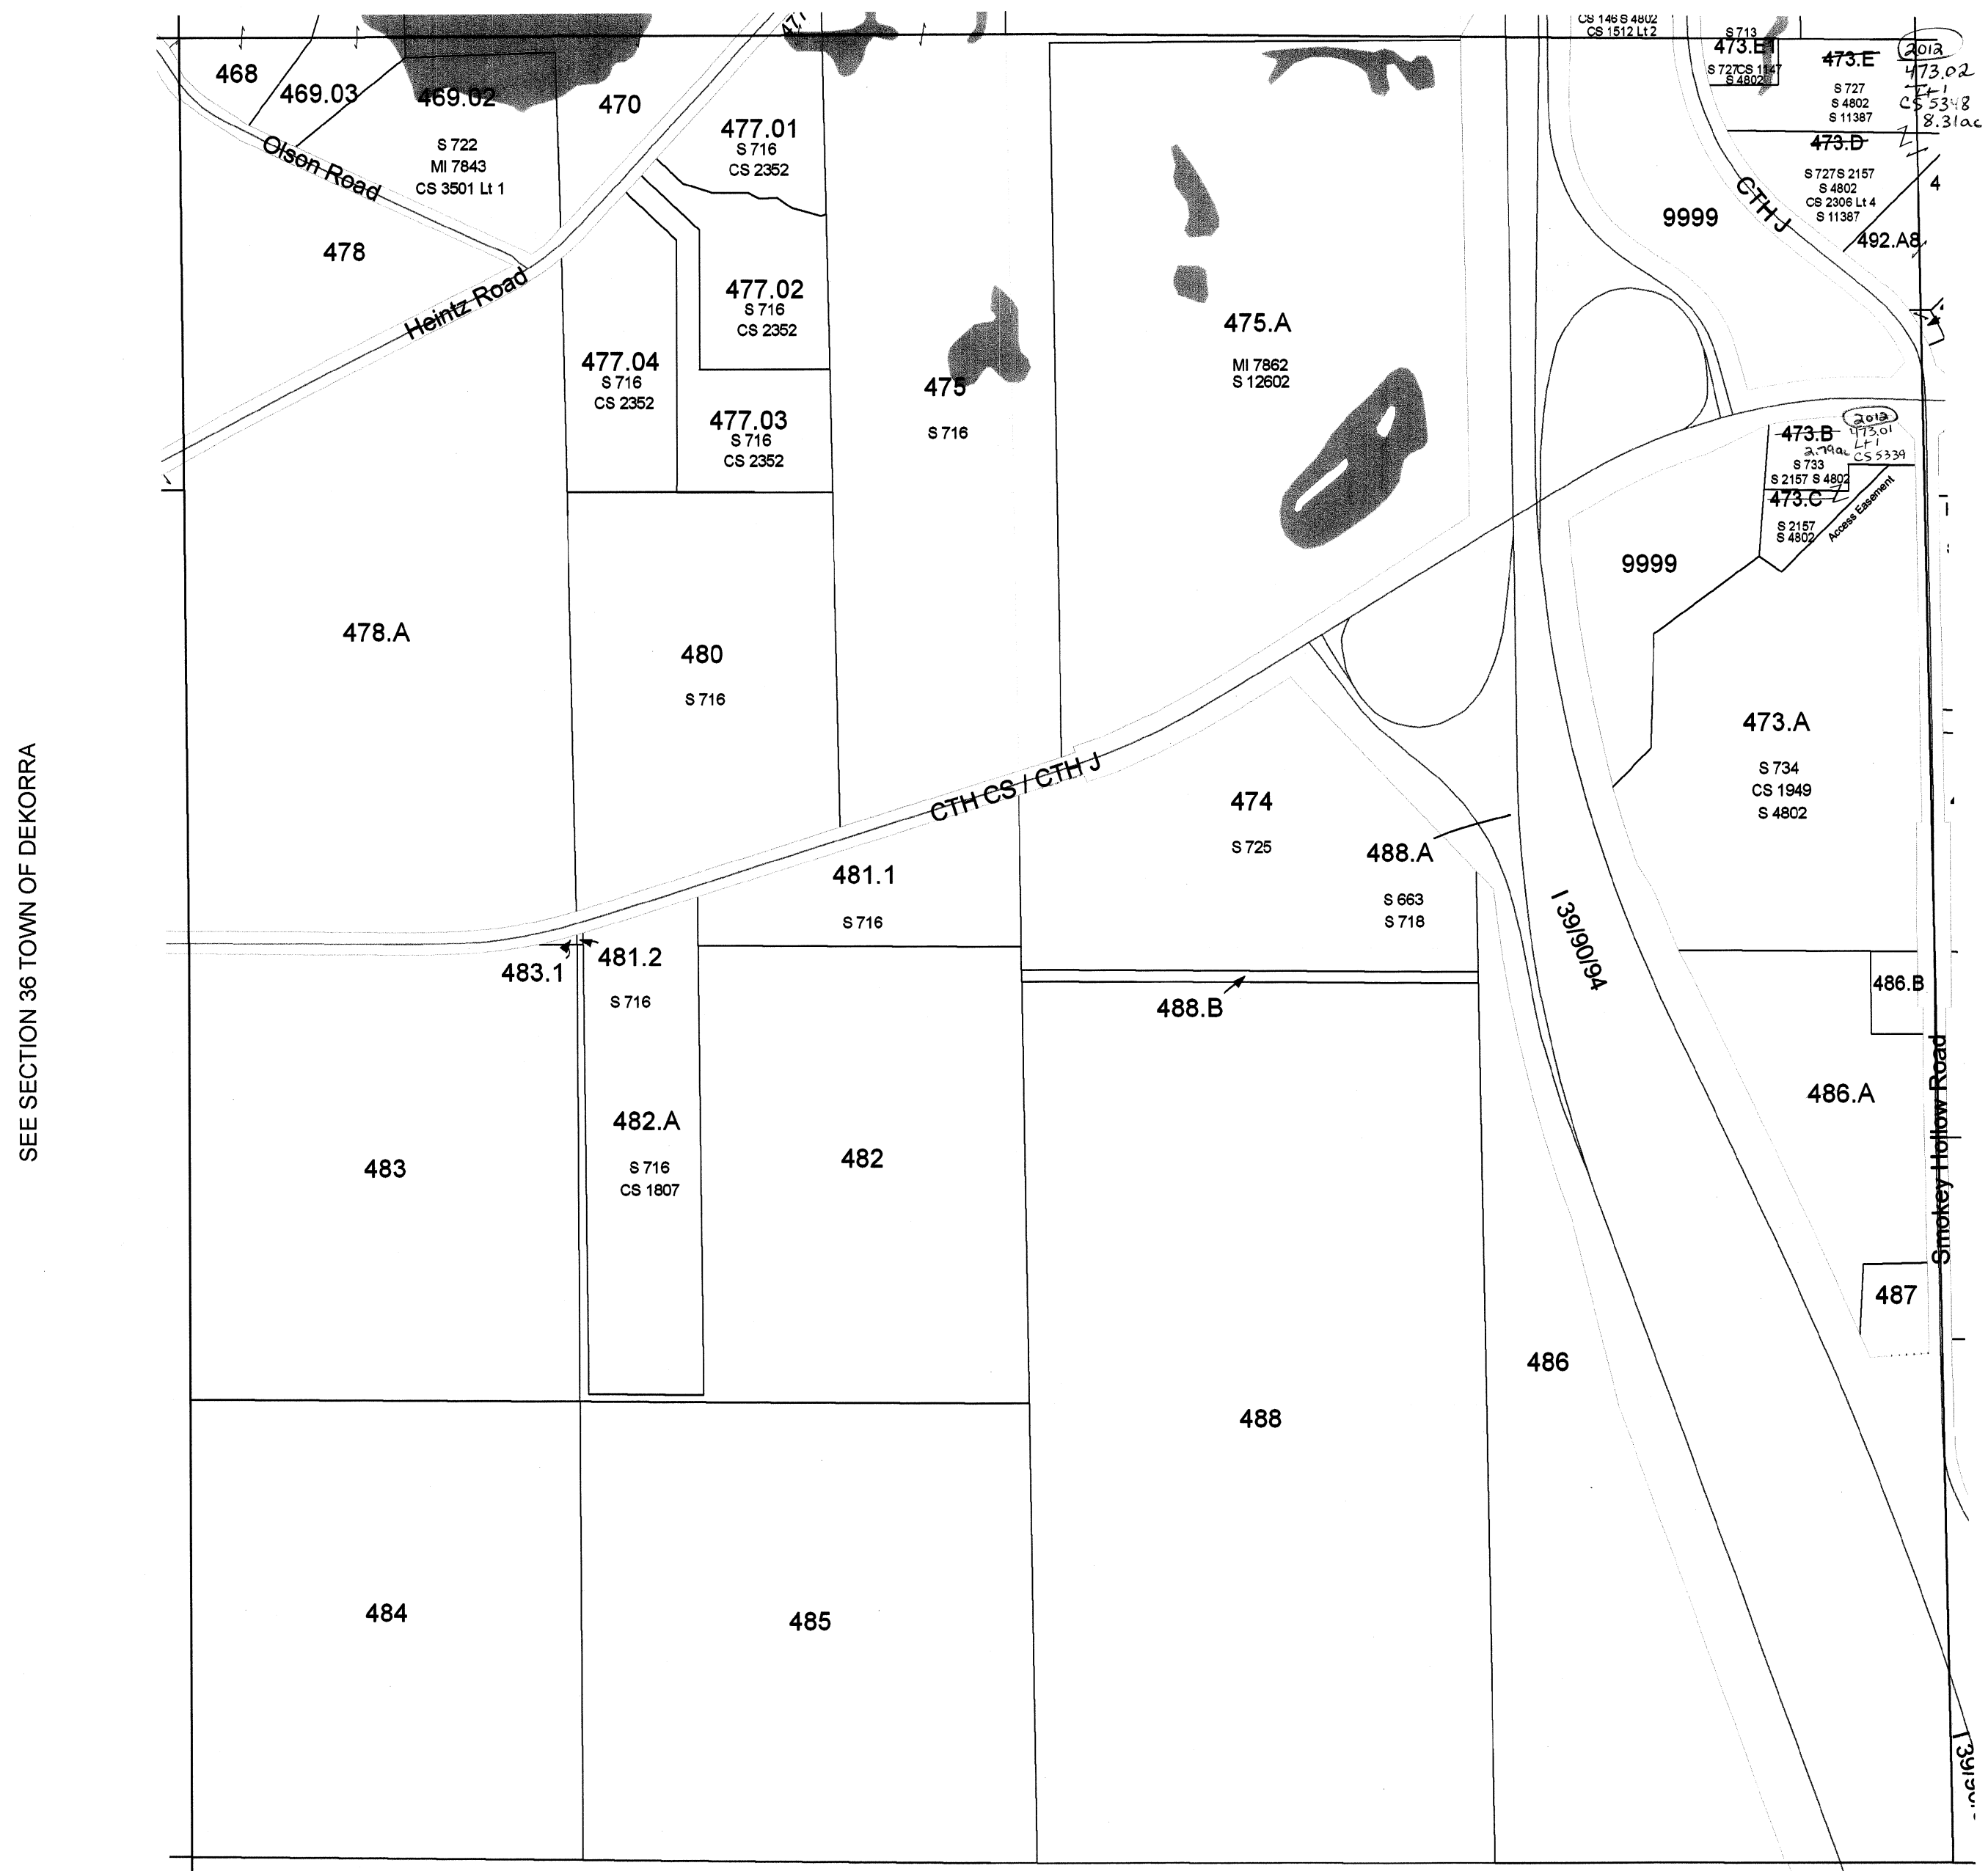 CS 146 S 4802
CS 1512 Lt 2
S 713
473.E1
S 727 CS 1147
S 4802
473.E
S 727
S 4802
S 11387
2012
473.02
Lt 1
CS 5348
8.31ac
468
469.03
469.02
S 722
MI 7843
CS 3501 Lt 1
470
477.01
S 716
CS 2352
Olson Road
478
Heintz Road
473.D
S 727 S 2157
S 4802
CS 2306 Lt 4
S 11387
4
CTH J
9999
492.A8
477.02
S 716
CS 2352
475.A
MI 7862
S 12602
477.04
S 716
CS 2352
475
S 716
477.03
S 716
CS 2352
473.B
2012
473.01
Lt 1
2.79ac
CS 5339
S 733
S 2157 S 4802
473.C
S 2157
S 4802
Access Easement
9999
478.A
480
S 716
473.A
S 734
CS 1949
S 4802
CTH CS / CTH J
474
S 725
488.A
S 663
S 718
481.1
S 716
I 39/90/94
483.1
481.2
S 716
488.B
486.B
486.A
Smokey Hollow Road
SEE SECTION 36 TOWN OF DEKORRA
483
482.A
S 716
CS 1807
482
487
486
488
484
485